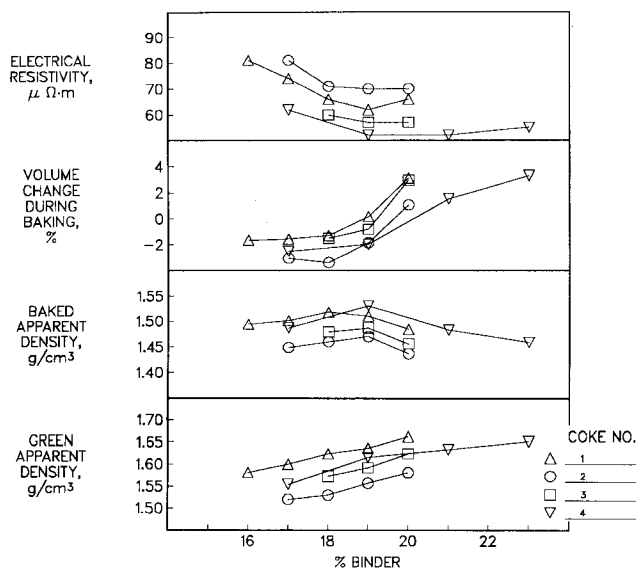 ELECTRICAL
RESISTIVITY,
μ Ω·m
90
80
70
60
VOLUME
CHANGE
DURING
BAKING,
%
4
2
0
−2
BAKED
APPARENT
DENSITY,
g/cm3
1.55
1.50
1.45
1.40
GREEN
APPARENT
DENSITY,
g/cm3
1.70
1.65
1.60
1.55
1.50
COKE NO.
1
2
3
4
16 18 20 22
% BINDER